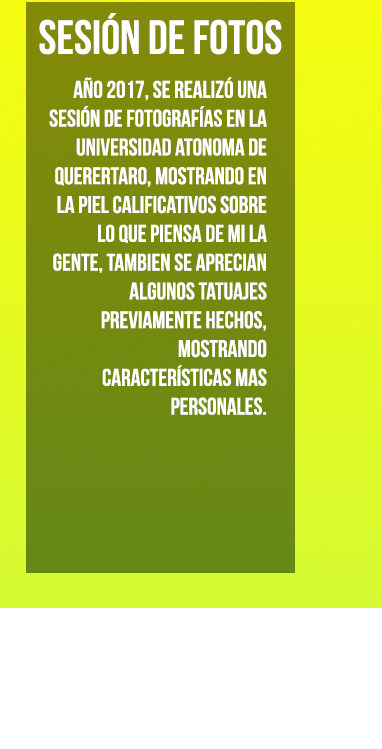 SESIÓN DE FOTOS
AÑO 2017, SE REALIZÓ UNA
SESIÓN DE FOTOGRAFÍAS EN LA
UNIVERSIDAD ATONOMA DE
QUERERTARO, MOSTRANDO EN
LA PIEL CALIFICATIVOS SOBRE
LO QUE PIENSA DE MI LA
GENTE, TAMBIEN SE APRECIAN
ALGUNOS TATUAJES
PREVIAMENTE HECHOS,
MOSTRANDO
CARACTERÍSTICAS MAS
PERSONALES.